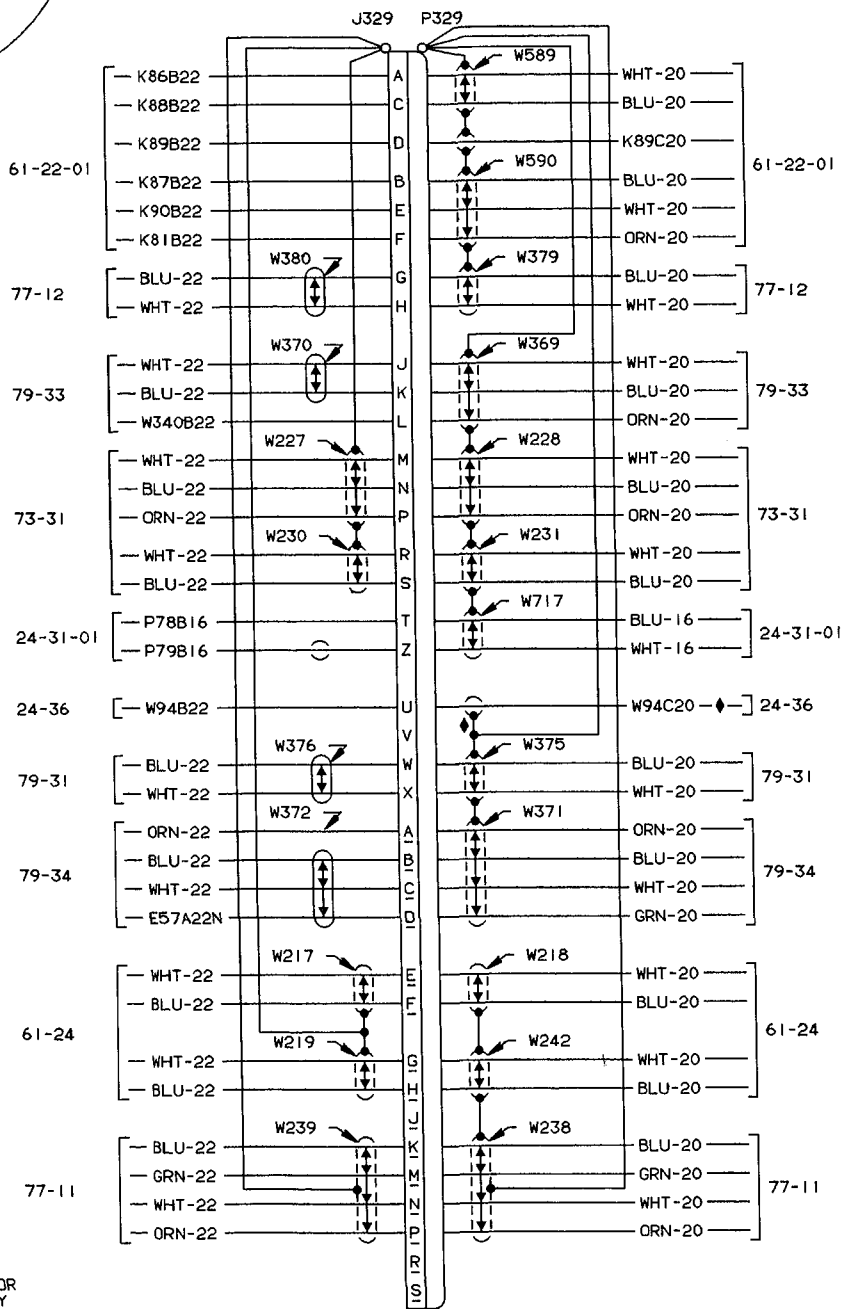 J329 P329
W589
K86B22 A WHT-20
K88B22 C BLU-20
K89B22 D K89C20
61-22-01 W590 61-22-01
K87B22 B BLU-20
K90B22 E WHT-20
K81B22 F ORN-20
W380 W379
BLU-22 G BLU-20
77-12 77-12
WHT-22 H WHT-20
W370 W369
WHT-22 J WHT-20
79-33 BLU-22 K BLU-20 79-33
W340B22 L ORN-20
W227 W228
WHT-22 M WHT-20
BLU-22 N BLU-20
73-31 ORN-22 P ORN-20 73-31
W230 W231
WHT-22 R WHT-20
BLU-22 S BLU-20
W717
P78B16 T BLU-16
24-31-01 24-31-01
P79B16 Z WHT-16
24-36 W94B22 U W94C20 24-36
V
W376 W375
BLU-22 W BLU-20
79-31 79-31
WHT-22 X WHT-20
W372 W371
ORN-22 A ORN-20
BLU-22 B BLU-20
79-34 79-34
WHT-22 C WHT-20
E57A22N D GRN-20
W217 W218
WHT-22 E WHT-20
BLU-22 F BLU-20
61-24 61-24
W219 W242
WHT-22 G WHT-20
BLU-22 H BLU-20
J
W239 W238
BLU-22 K BLU-20
GRN-22 M GRN-20
77-11 77-11
WHT-22 N WHT-20
ORN-22 P ORN-20
R
S
OR
Y